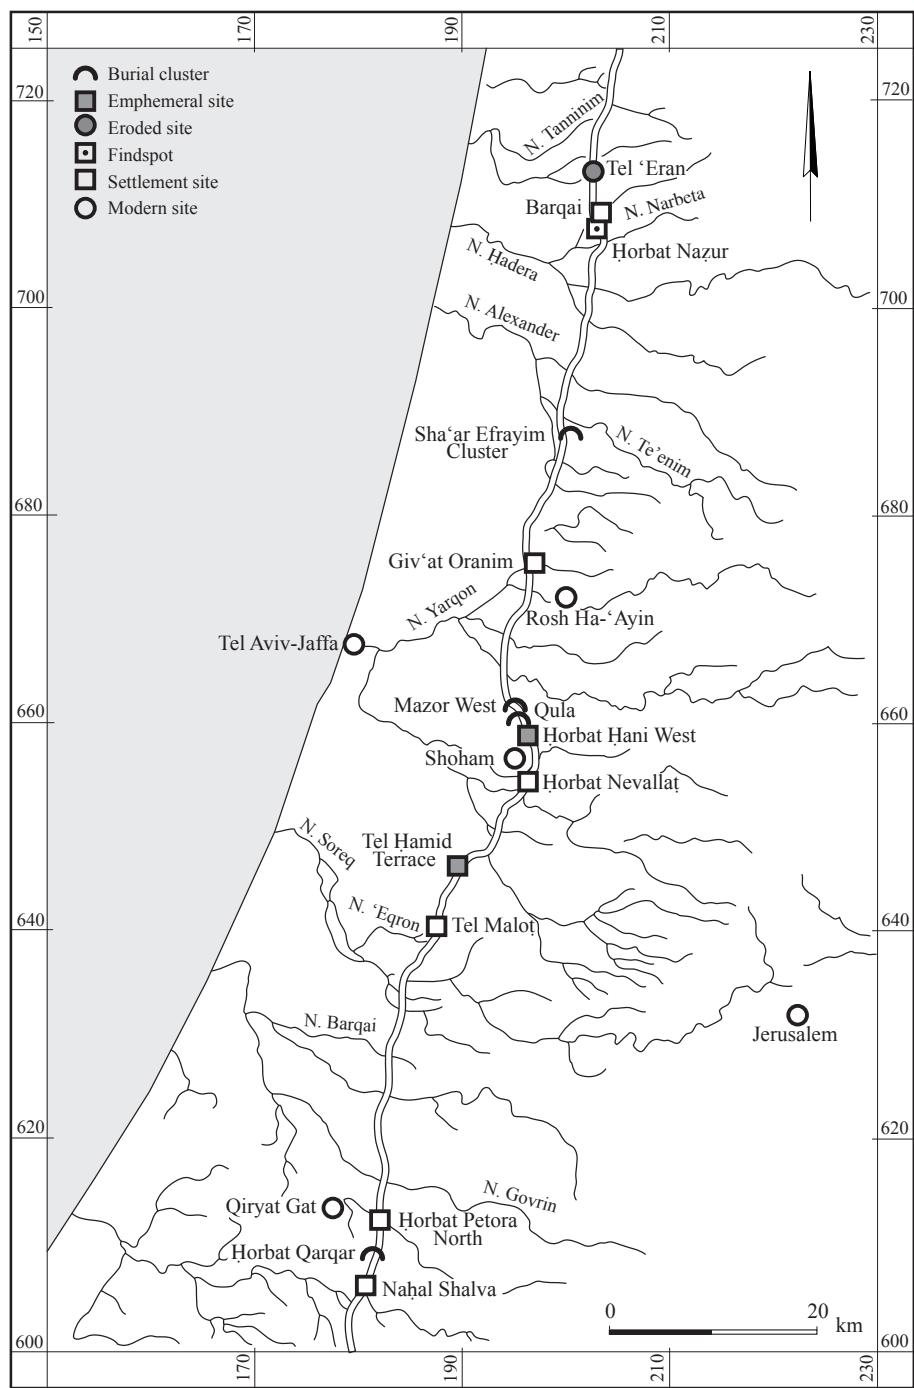 150
170
190
210
230
720
720
Burial cluster
Emphemeral site
Eroded site
Findspot
Settlement site
Modern site
N. Tanninim
Tel ‘Eran
Barqai
N. Narbeta
Ḥorbat Naẓur
N. Ḥadera
700
700
N. Alexander
Sha‘ar Efrayim
Cluster
N. Te’enim
680
680
Giv‘at Oranim
N. Yarqon
Rosh Ha-‘Ayin
Tel Aviv-Jaffa
Mazor West
Qula
660
660
Ḥorbat Ḥani West
Shoham
Ḥorbat Nevallaṭ
N. Soreq
Tel Ḥamid
Terrace
N. ‘Eqron
Tel Maloṭ
640
640
N. Barqai
Jerusalem
620
620
N. Govrin
Qiryat Gat
Ḥorbat Petora
North
Ḥorbat Qarqar
Naḥal Shalva
0
20
km
600
600
170
190
210
230